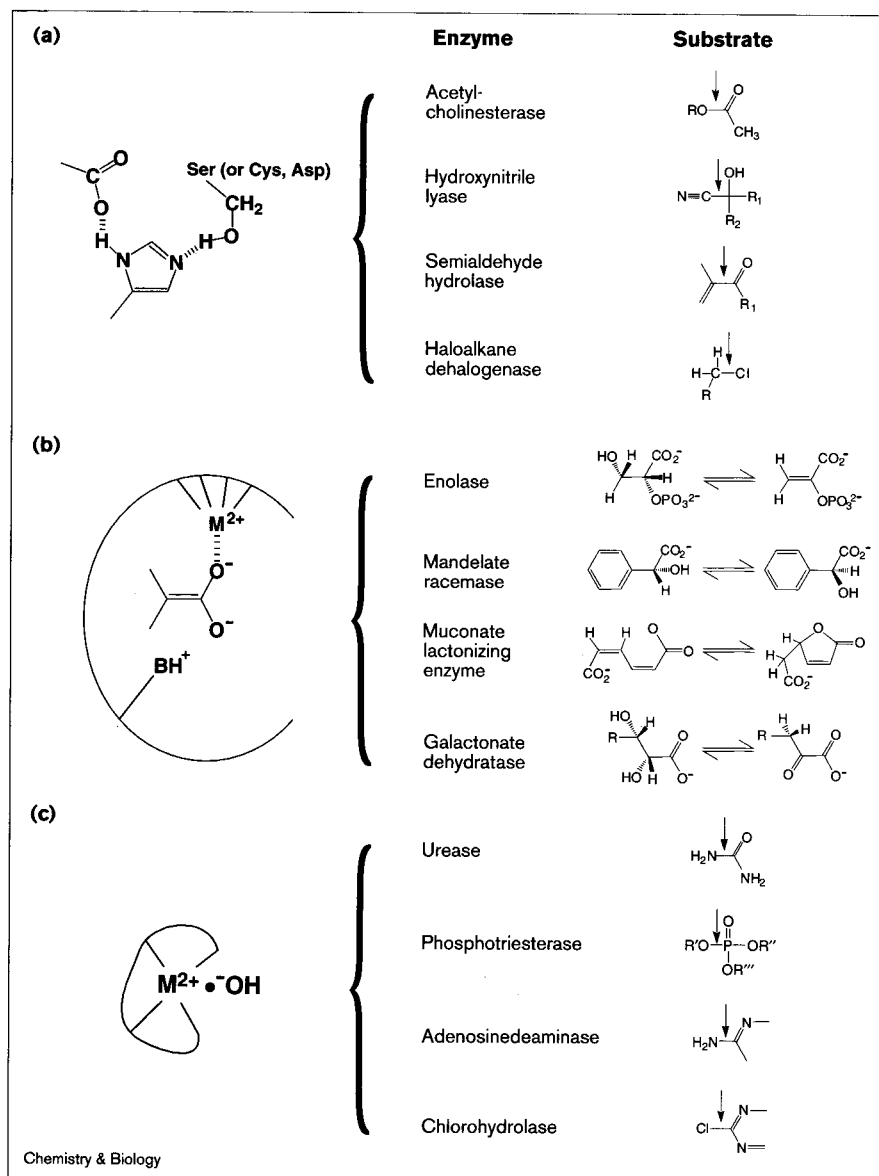 (a)
Enzyme
Substrate
Acetyl-
cholinesterase
RO
O
CH₃
C
O
O
H
N
N
H
O
CH₂
Ser (or Cys, Asp)
Hydroxynitrile
lyase
N≡C
OH
R₁
R₂
Semialdehyde
hydrolase
O
R₁
Haloalkane
dehalogenase
H
H–C–Cl
R
(b)
M²⁺
O⁻
O⁻
BH⁺
Enolase
HO
H
CO₂⁻
H
H
OPO₃²⁻
H
CO₂⁻
H
OPO₃²⁻
Mandelate
racemase
CO₂⁻
OH
H
CO₂⁻
H
OH
Muconate
lactonizing
enzyme
H
H
O
O
CO₂⁻
O
O
H
H
H
CO₂⁻
Galactonate
dehydratase
HO
H
R
O
HO
H
O⁻
H
H
R
O
O
O⁻
(c)
M²⁺ •⁻OH
Urease
H₂N
O
NH₂
Phosphotriesterase
O
R'O–P–OR''
OR'''
Adenosinedeaminase
H₂N
N
Chlorohydrolase
Cl
N
N
Chemistry & Biology